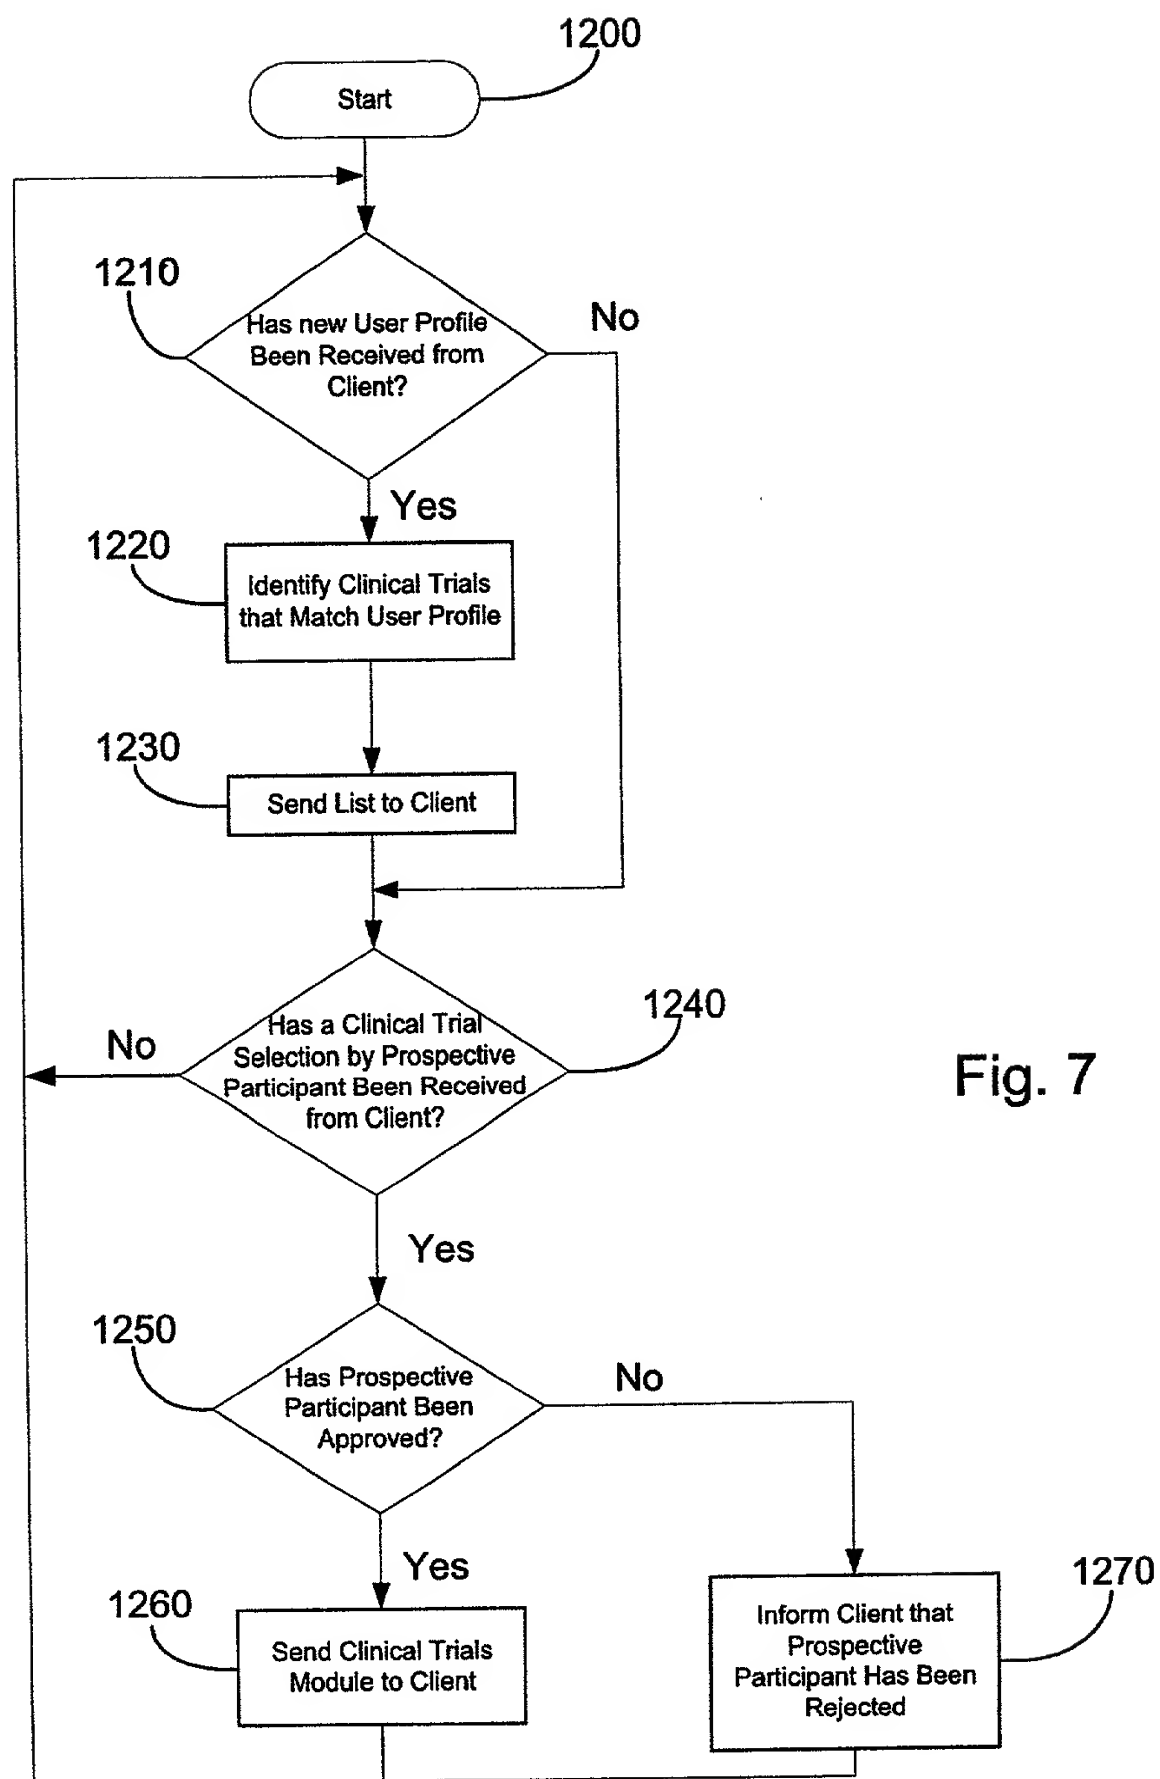 1200
Start
1210
Has new User Profile
Been Received from
Client?
No
Yes
1220
Identify Clinical Trials
that Match User Profile
1230
Send List to Client
1240
Has a Clinical Trial
Selection by Prospective
Participant Been Received
from Client?
No
Fig. 7
Yes
1250
Has Prospective
Participant Been
Approved?
No
Yes
1260
Send Clinical Trials
Module to Client
1270
Inform Client that
Prospective
Participant Has Been
Rejected